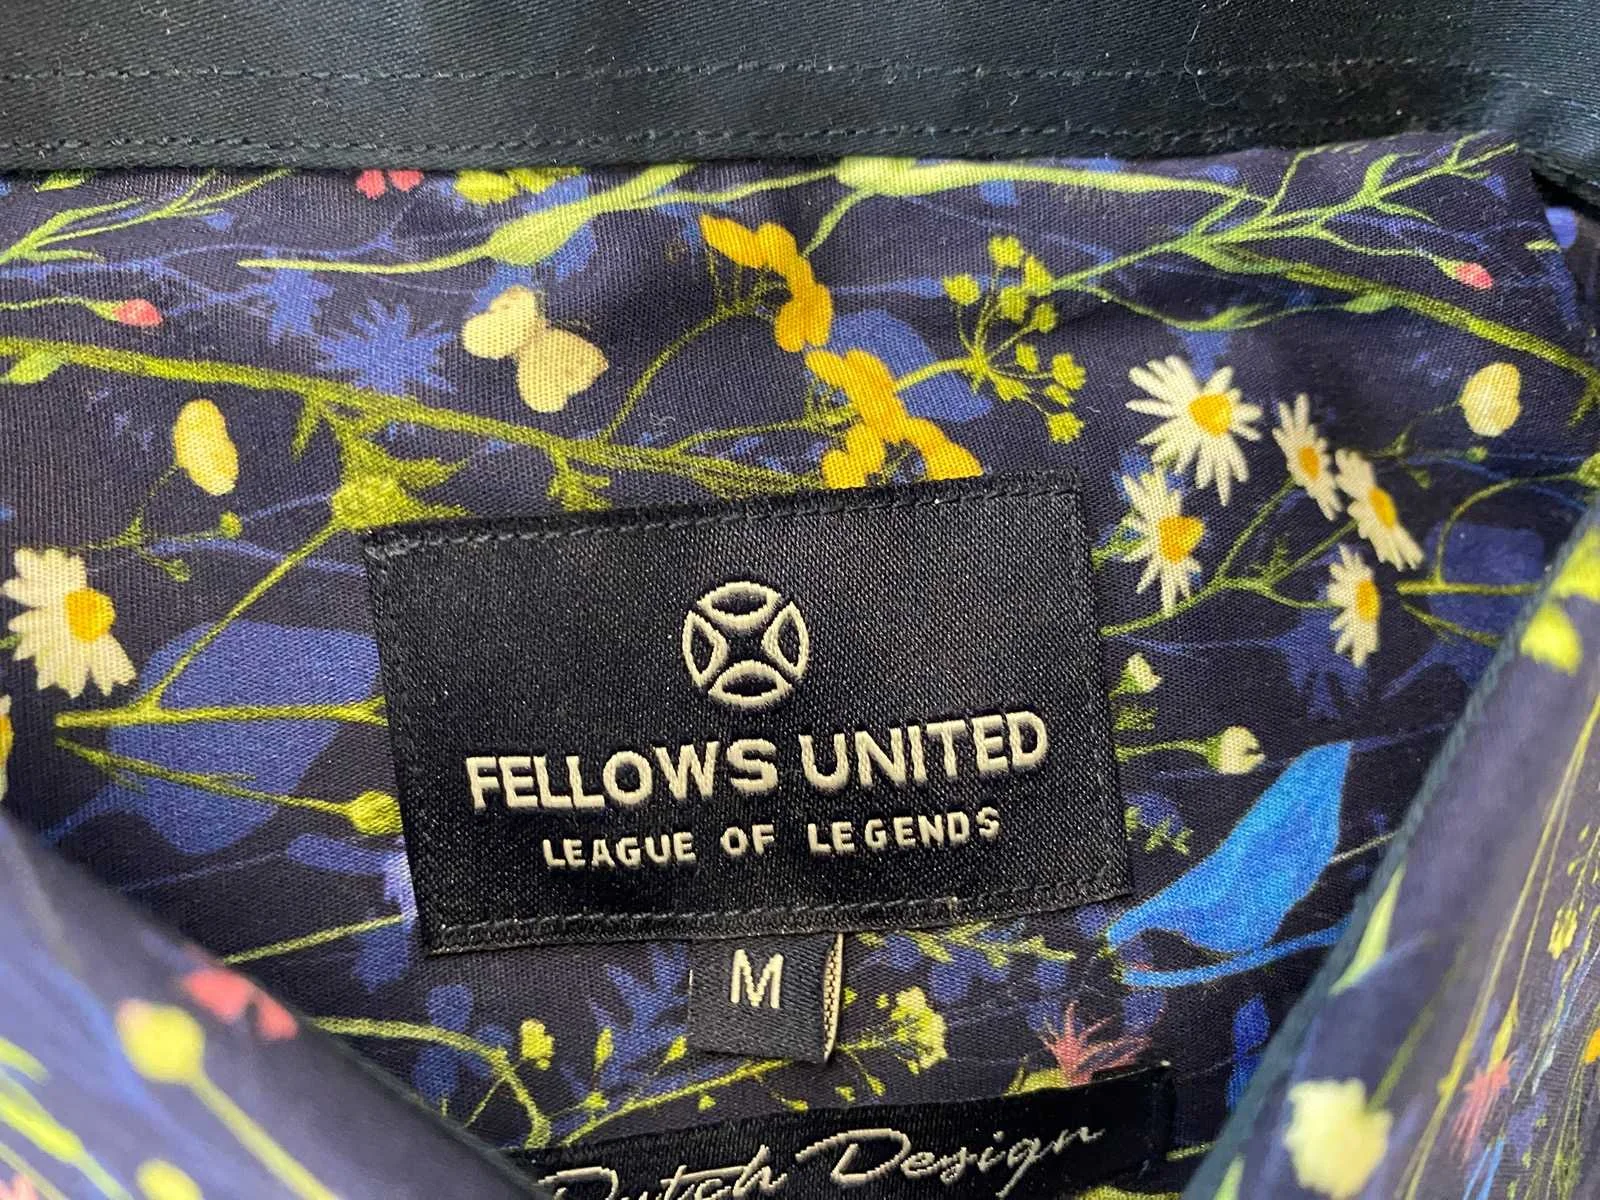 FELLOWS UNITED
LEAGUE OF LEGENDS
M
Dutch Design